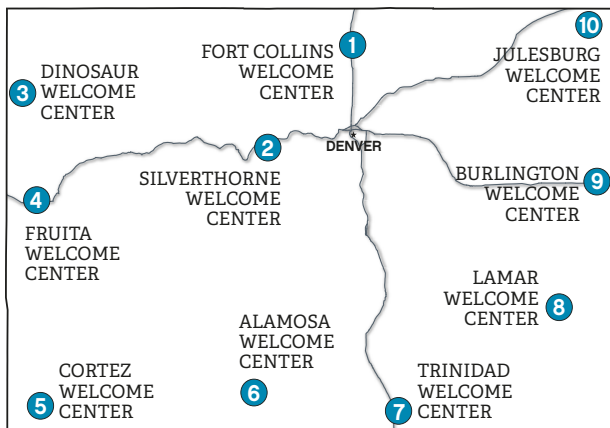 1
FORT COLLINS
WELCOME
CENTER
10
JULESBURG
WELCOME
CENTER
3
DINOSAUR
WELCOME
CENTER
2
SILVERTHORNE
WELCOME
CENTER
DENVER
BURLINGTON
WELCOME
CENTER
9
4
FRUITA
WELCOME
CENTER
LAMAR
WELCOME
CENTER
8
ALAMOSA
WELCOME
CENTER
6
CORTEZ
WELCOME
CENTER
5
TRINIDAD
WELCOME
CENTER
7